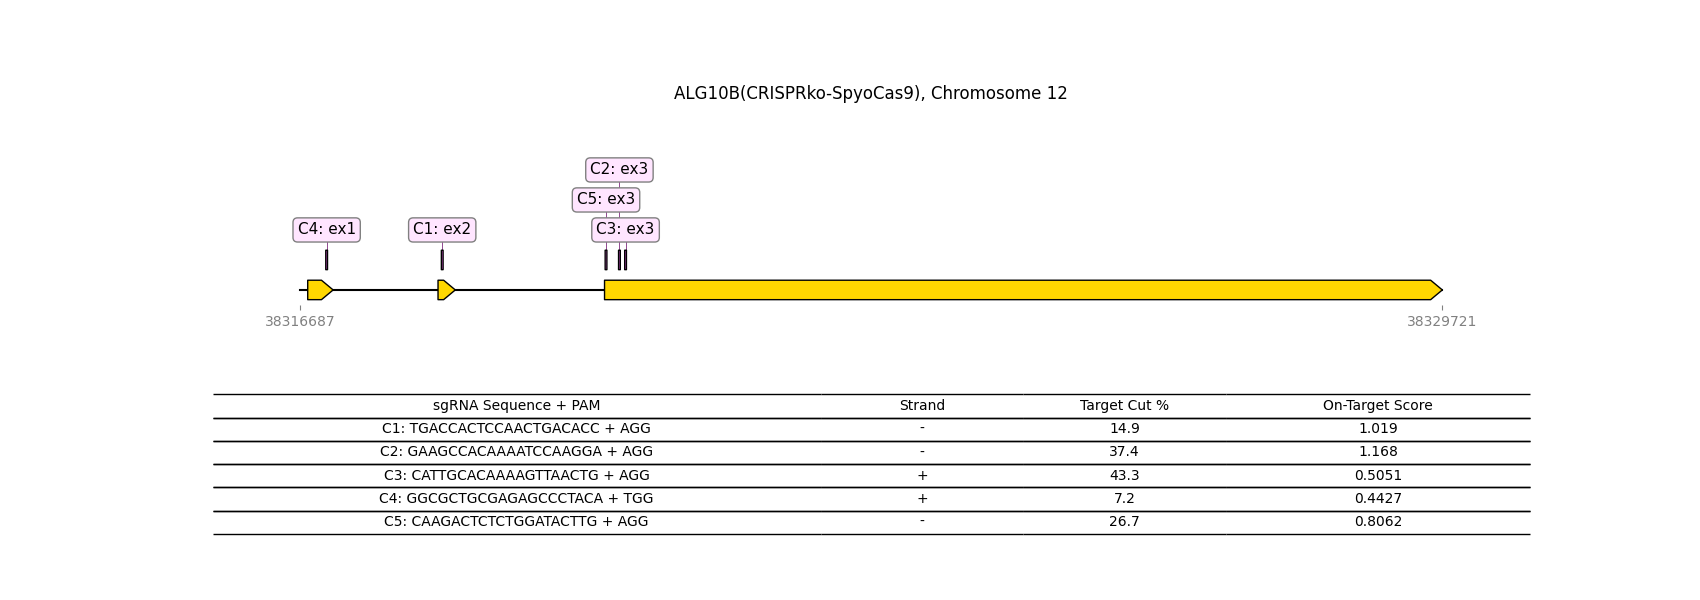 ALG10B(CRISPRko-SpyoCas9), Chromosome 12
C2: ex3
C5: ex3
C4: ex1 C1: ex2 C3: ex3
38316687 38329721
sgRNA Sequence + PAM Strand Target Cut % On-Target Score
C1: TGACCACTCCAACTGACACC + AGG - 14.9 1.019
C2: GAAGCCACAAAATCCAAGGA + AGG - 37.4 1.168
C3: CATTGCACAAAAGTTAACTG + AGG + 43.3 0.5051
C4: GGCGCTGCGAGAGCCCTACA + TGG + 7.2 0.4427
C5: CAAGACTCTCTGGATACTTG + AGG - 26.7 0.8062